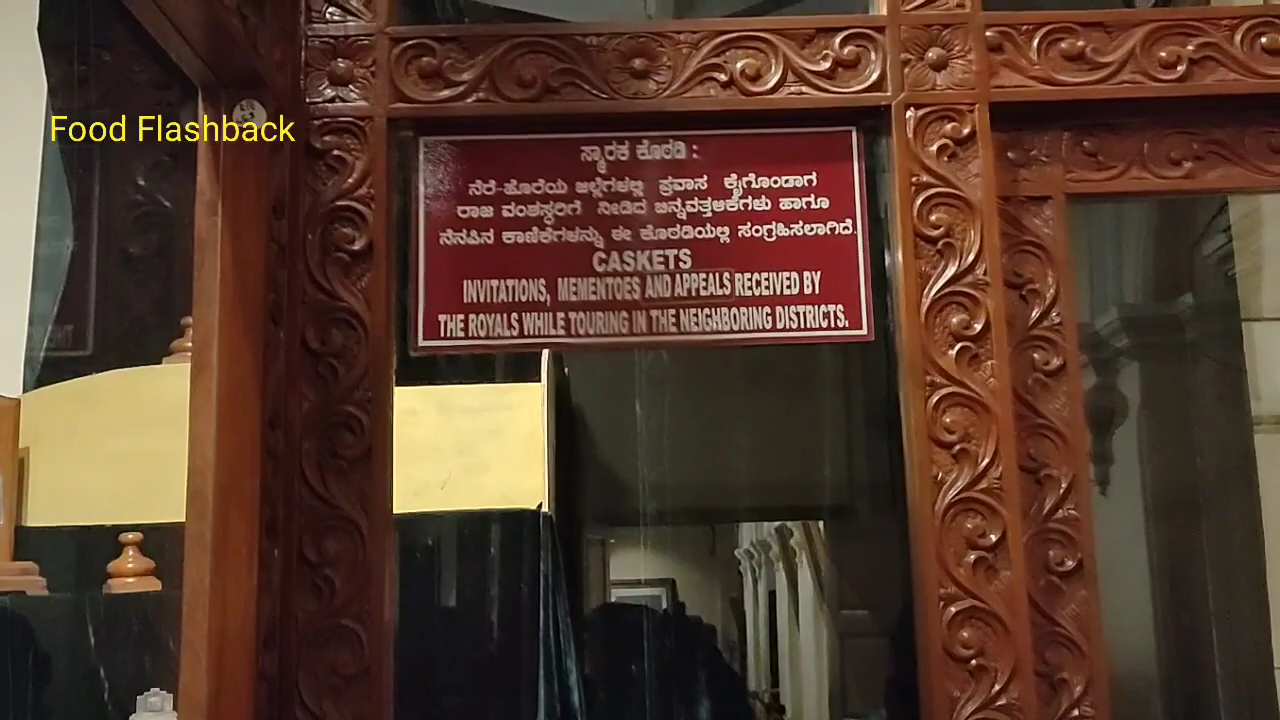 Food Flashback
ಸ್ಮಾರಕ ಕೊಠಡಿ :
ನೆರೆ-ಹೊರೆಯ ಜಿಲ್ಲೆಗಳಲ್ಲಿ ಪ್ರವಾಸ ಕೈಗೊಂಡಾಗ
ರಾಜ ವಂಶಸ್ಥರಿಗೆ ನೀಡಿದ ಬಿನ್ನವತ್ತಳಿಕೆಗಳು ಹಾಗೂ
ನೆನಪಿನ ಕಾಣಿಕೆಗಳನ್ನು ಈ ಕೊಠಡಿಯಲ್ಲಿ ಸಂಗ್ರಹಿಸಲಾಗಿದೆ.
CASKETS
INVITATIONS, MEMENTOES AND APPEALS RECEIVED BY
THE ROYALS WHILE TOURING IN THE NEIGHBORING DISTRICTS.